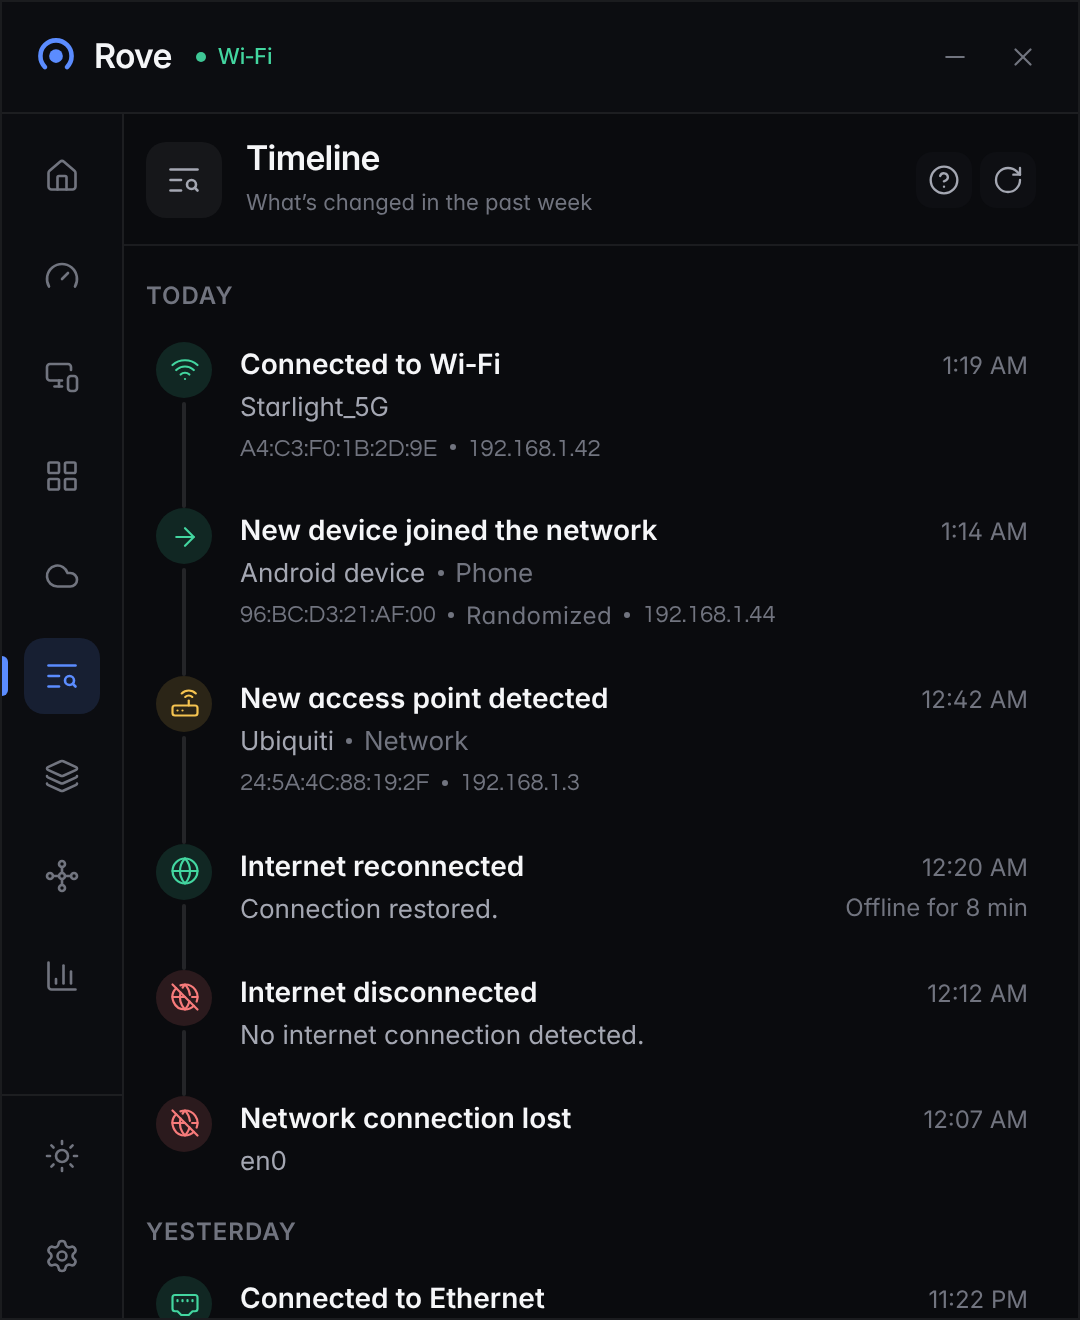 Rove • Wi-Fi
Timeline
What’s changed in the past week
TODAY
Connected to Wi-Fi 1:19 AM
Starlight_5G
A4:C3:F0:1B:2D:9E • 192.168.1.42
New device joined the network 1:14 AM
Android device • Phone
96:BC:D3:21:AF:00 • Randomized • 192.168.1.44
New access point detected 12:42 AM
Ubiquiti • Network
24:5A:4C:88:19:2F • 192.168.1.3
Internet reconnected 12:20 AM
Connection restored. Offline for 8 min
Internet disconnected 12:12 AM
No internet connection detected.
Network connection lost 12:07 AM
en0
YESTERDAY
Connected to Ethernet 11:22 PM